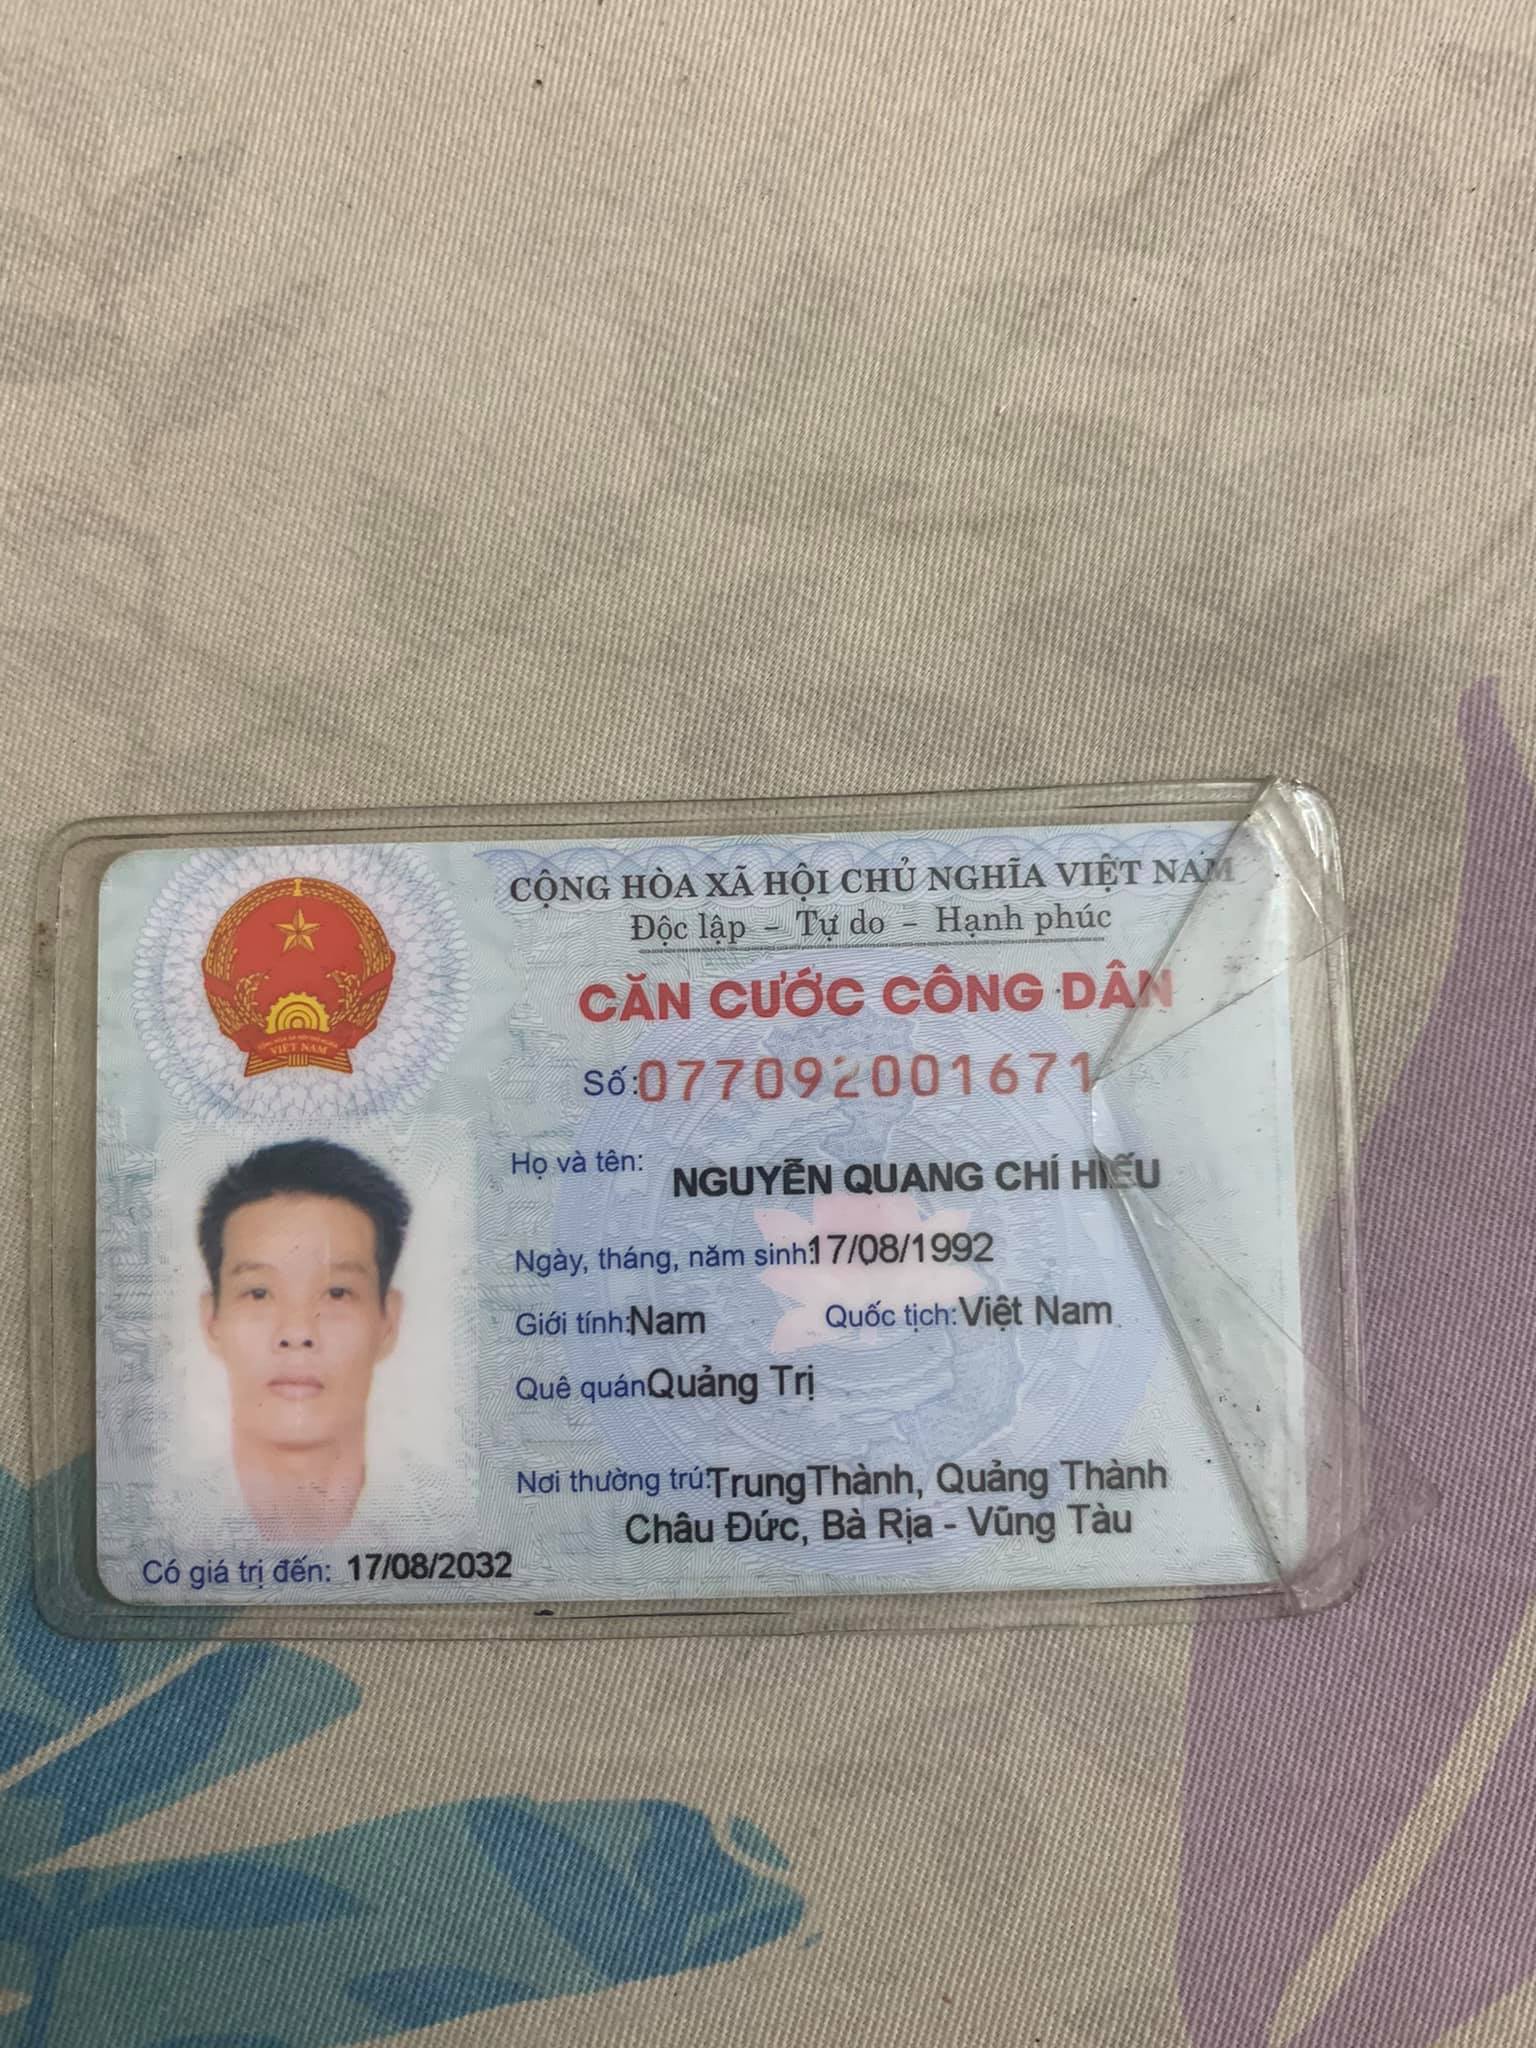 CỘNG HÒA XÃ HỘI CHỦ NGHĨA VIỆT NAM
Độc lập - Tự do - Hạnh phúc
CĂN CƯỚC CÔNG DÂN
Số: 077092001671
Họ và tên: NGUYỄN QUANG CHÍ HIẾU
Ngày, tháng, năm sinh: 17/08/1992
Giới tính: Nam Quốc tịch: Việt Nam
Quê quán Quảng Trị
Nơi thường trú: TrungThành, Quảng Thành
Châu Đức, Bà Rịa - Vũng Tàu
Có giá trị đến: 17/08/2032
VIỆT NAM